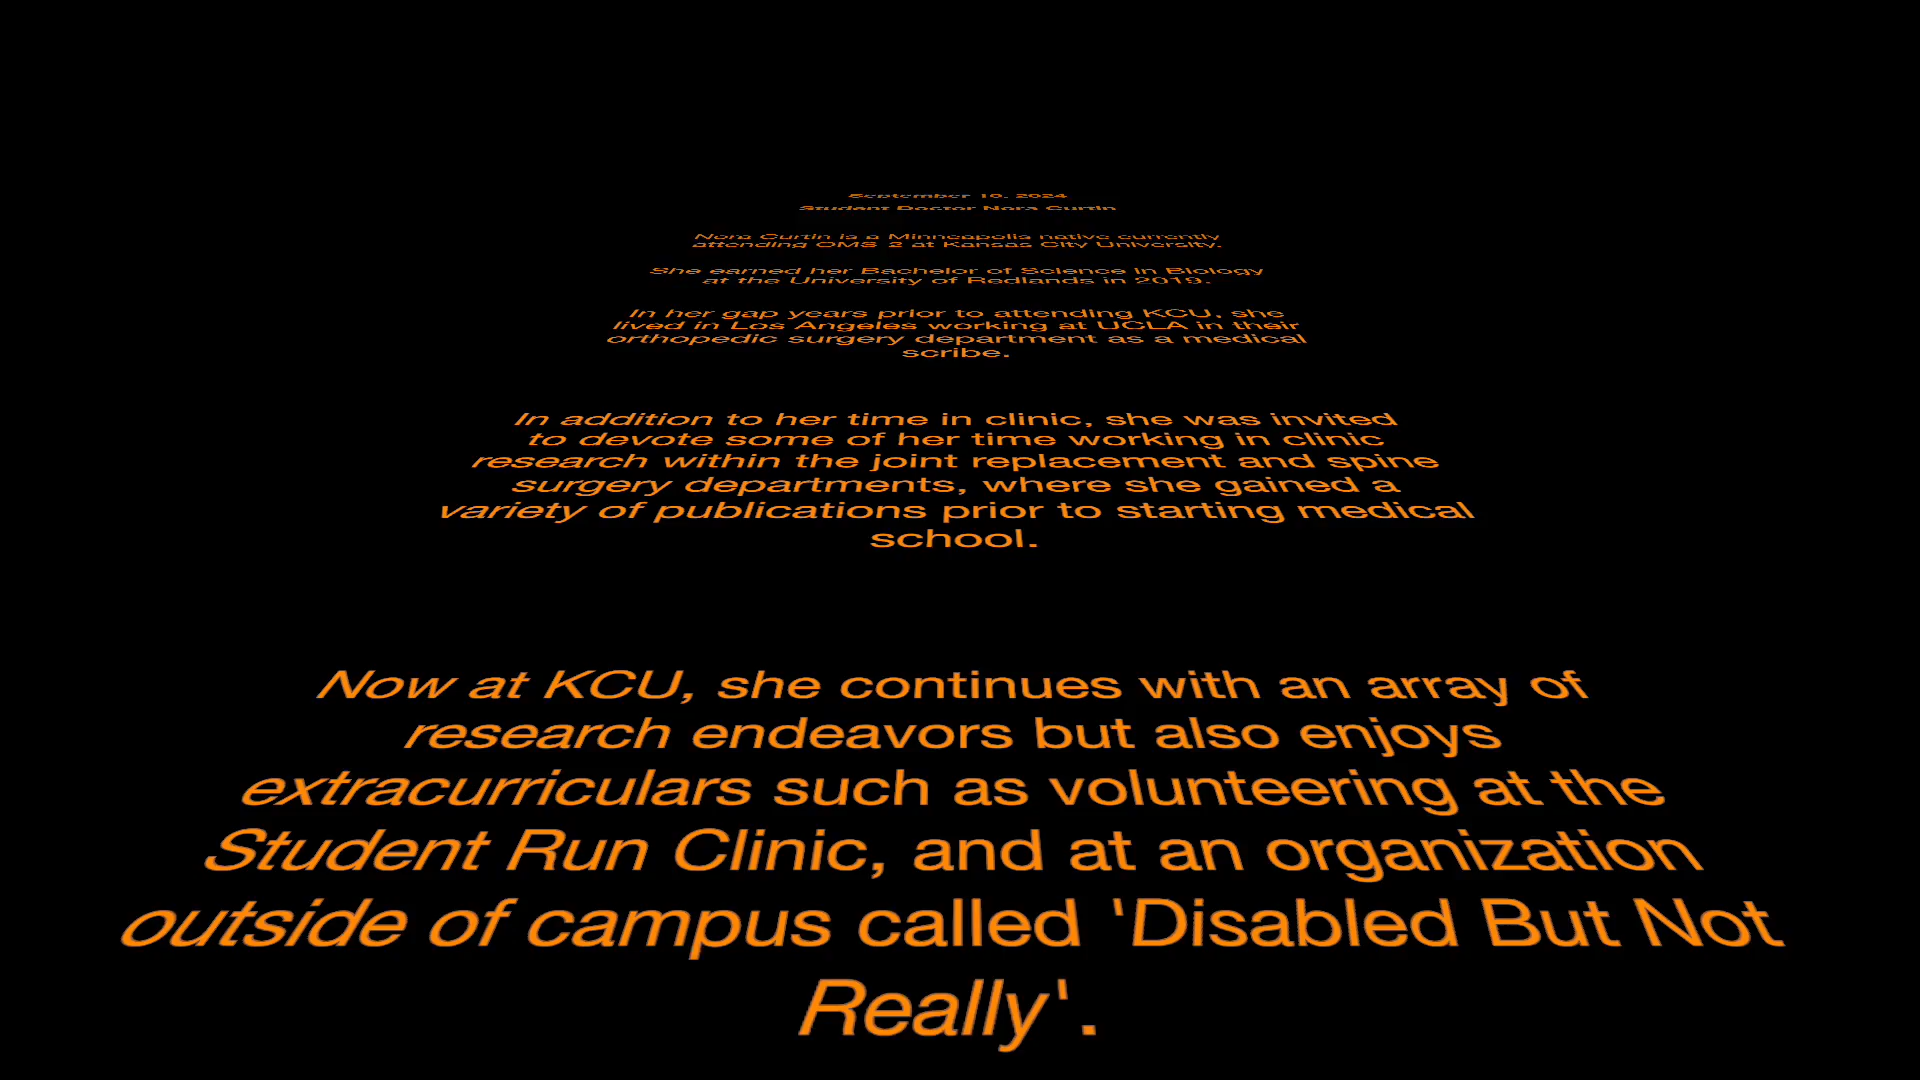 September 10, 2024
Student Doctor Nora Curtin
Nora Curtin is a Minneapolis native currently
attending OMS 2 at Kansas City University.
She earned her Bachelor of Science in Biology
at the University of Redlands in 2019.
In her gap years prior to attending KCU, she
lived in Los Angeles working at UCLA in their
orthopedic surgery department as a medical
scribe.
In addition to her time in clinic, she was invited
to devote some of her time working in clinic
research within the joint replacement and spine
surgery departments, where she gained a
variety of publications prior to starting medical
school.
Now at KCU, she continues with an array of
research endeavors but also enjoys
extracurriculars such as volunteering at the
Student Run Clinic, and at an organization
outside of campus called 'Disabled But Not
Really'.